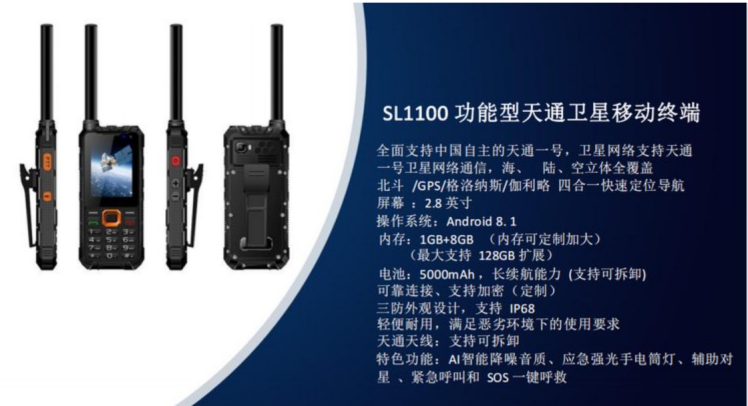 SL1100 功能型天通卫星移动终端
全面支持中国自主的天通一号，卫星网络支持天通
一号卫星网络通信，海、 陆、空立体全覆盖
北斗 /GPS/格洛纳斯/伽利略 四合一快速定位导航
屏幕 ：2.8 英寸
操作系统：Android 8. 1
内存：1GB+8GB （内存可定制加大）
（最大支持 128GB 扩展）
电池：5000mAh ，长续航能力 (支持可拆卸)
可靠连接、支持加密（定制）
三防外观设计，支持 IP68
轻便耐用，满足恶劣环境下的使用要求
天通天线：支持可拆卸
特色功能：AI智能降噪音质、应急强光手电筒灯、辅助对
星 、紧急呼叫和 SOS 一键呼救